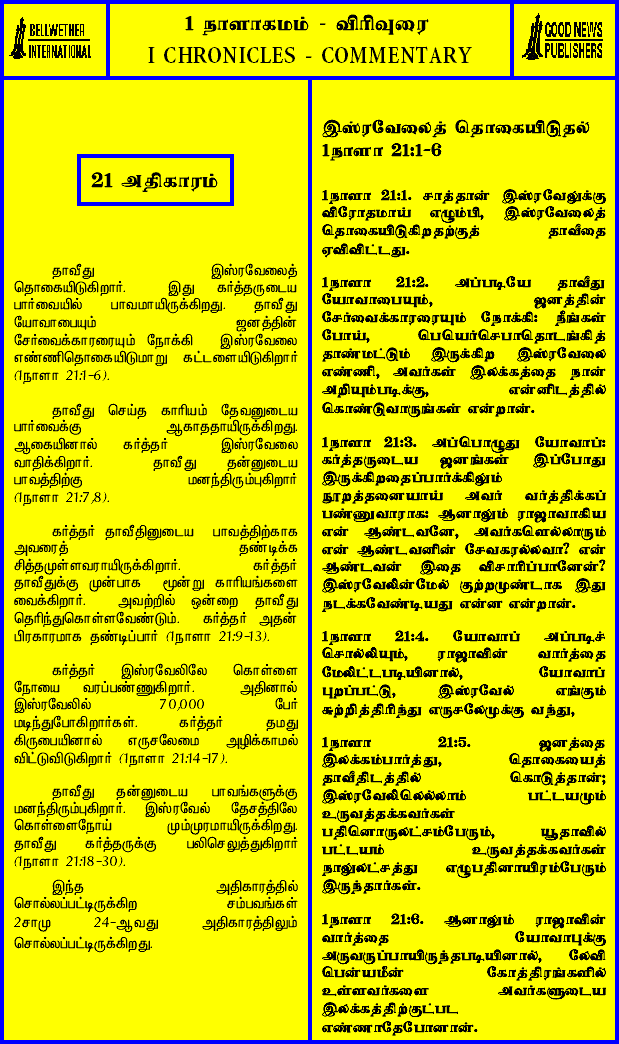 BELLWETHER
INTERNATIONAL
1 நாளாகமம் - விரிவுரை
I CHRONICLES - COMMENTARY
GOOD NEWS
PUBLISHERS
21 அதிகாரம்
தாவீது இஸ்ரவேலைத்
தொகையிடுகிறார். இது கர்த்தருடைய
பார்வையில் பாவமாயிருக்கிறது. தாவீது
யோவாபையும் ஜனத்தின்
சேர்வைக்காரரையும் நோக்கி இஸ்ரவேலை
எண்ணிதொகையிடுமாறு கட்டளையிடுகிறார்
(1நாளா 21:1-6).
தாவீது செய்த காரியம் தேவனுடைய
பார்வைக்கு ஆகாததாயிருக்கிறது.
ஆகையினால் கர்த்தர் இஸ்ரவேலை
வாதிக்கிறார். தாவீது தன்னுடைய
பாவத்திற்கு மனந்திரும்புகிறார்
(1நாளா 21:7,8).
கர்த்தர் தாவீதினுடைய பாவத்திற்காக
அவரைத் தண்டிக்க
சித்தமுள்ளவராயிருக்கிறார். கர்த்தர்
தாவீதுக்கு முன்பாக மூன்று காரியங்களை
வைக்கிறார். அவற்றில் ஒன்றை தாவீது
தெரிந்துகொள்ளவேண்டும். கர்த்தர் அதன்
பிரகாரமாக தண்டிப்பார் (1நாளா 21:9-13).
கர்த்தர் இஸ்ரவேலிலே கொள்ளை
நோயை வரப்பண்ணுகிறார். அதினால்
இஸ்ரவேலில் 70,000 பேர்
மடிந்துபோகிறார்கள். கர்த்தர் தமது
கிருபையினால் எருசலேமை அழிக்காமல்
விட்டுவிடுகிறார் (1நாளா 21:14-17).
தாவீது தன்னுடைய பாவங்களுக்கு
மனந்திரும்புகிறார். இஸ்ரவேல் தேசத்திலே
கொள்ளைநோய் மும்முரமாயிருக்கிறது.
தாவீது கர்த்தருக்கு பலிசெலுத்துகிறார்
(1நாளா 21:18-30).
இந்த அதிகாரத்தில்
சொல்லப்பட்டிருக்கிற சம்பவங்கள்
2சாமு 24-ஆவது அதிகாரத்திலும்
சொல்லப்பட்டிருக்கிறது.
இஸ்ரவேலைத் தொகையிடுதல்
1நாளா 21:1-6
1நாளா 21:1. சாத்தான் இஸ்ரவேலுக்கு
விரோதமாய் எழும்பி, இஸ்ரவேலைத்
தொகையிடுகிறதற்குத் தாவீதை
ஏவிவிட்டது.
1நாளா 21:2. அப்படியே தாவீது
யோவாபையும், ஜனத்தின்
சேர்வைக்காரரையும் நோக்கி: நீங்கள்
போய், பெயெர்செபாதொடங்கித்
தாண்மட்டும் இருக்கிற இஸ்ரவேலை
எண்ணி, அவர்கள் இலக்கத்தை நான்
அறியும்படிக்கு, என்னிடத்தில்
கொண்டுவாருங்கள் என்றான்.
1நாளா 21:3. அப்பொழுது யோவாப்:
கர்த்தருடைய ஜனங்கள் இப்போது
இருக்கிறதைப்பார்க்கிலும்
நூறத்தனையாய் அவர் வர்த்திக்கப்
பண்ணுவாராக; ஆனாலும் ராஜாவாகிய
என் ஆண்டவனே, அவர்களெல்லாரும்
என் ஆண்டவனின் சேவகரல்லவா? என்
ஆண்டவன் இதை விசாரிப்பானேன்?
இஸ்ரவேலின்மேல் குற்றமுண்டாக இது
நடக்கவேண்டியது என்ன என்றான்.
1நாளா 21:4. யோவாப் அப்படிச்
சொல்லியும், ராஜாவின் வார்த்தை
மேலிட்டபடியினால், யோவாப்
புறப்பட்டு, இஸ்ரவேல் எங்கும்
சுற்றித்திரிந்து எருசலேமுக்கு வந்து,
1நாளா 21:5. ஜனத்தை
இலக்கம்பார்த்து, தொகையைத்
தாவீதிடத்தில் கொடுத்தான்;
இஸ்ரவேலிலெல்லாம் பட்டயமும்
உருவத்தக்கவர்கள்
பதினொருலட்சம்பேரும், யூதாவில்
பட்டயம் உருவத்தக்கவர்கள்
நாலுலட்சத்து எழுபதினாயிரம்பேரும்
இருந்தார்கள்.
1நாளா 21:6. ஆனாலும் ராஜாவின்
வார்த்தை யோவாபுக்கு
அருவருப்பாயிருந்தபடியினால், லேவி
பென்யமீன் கோத்திரங்களில்
உள்ளவர்களை அவர்களுடைய
இலக்கத்திற்குட்பட
எண்ணாதேபோனான்.